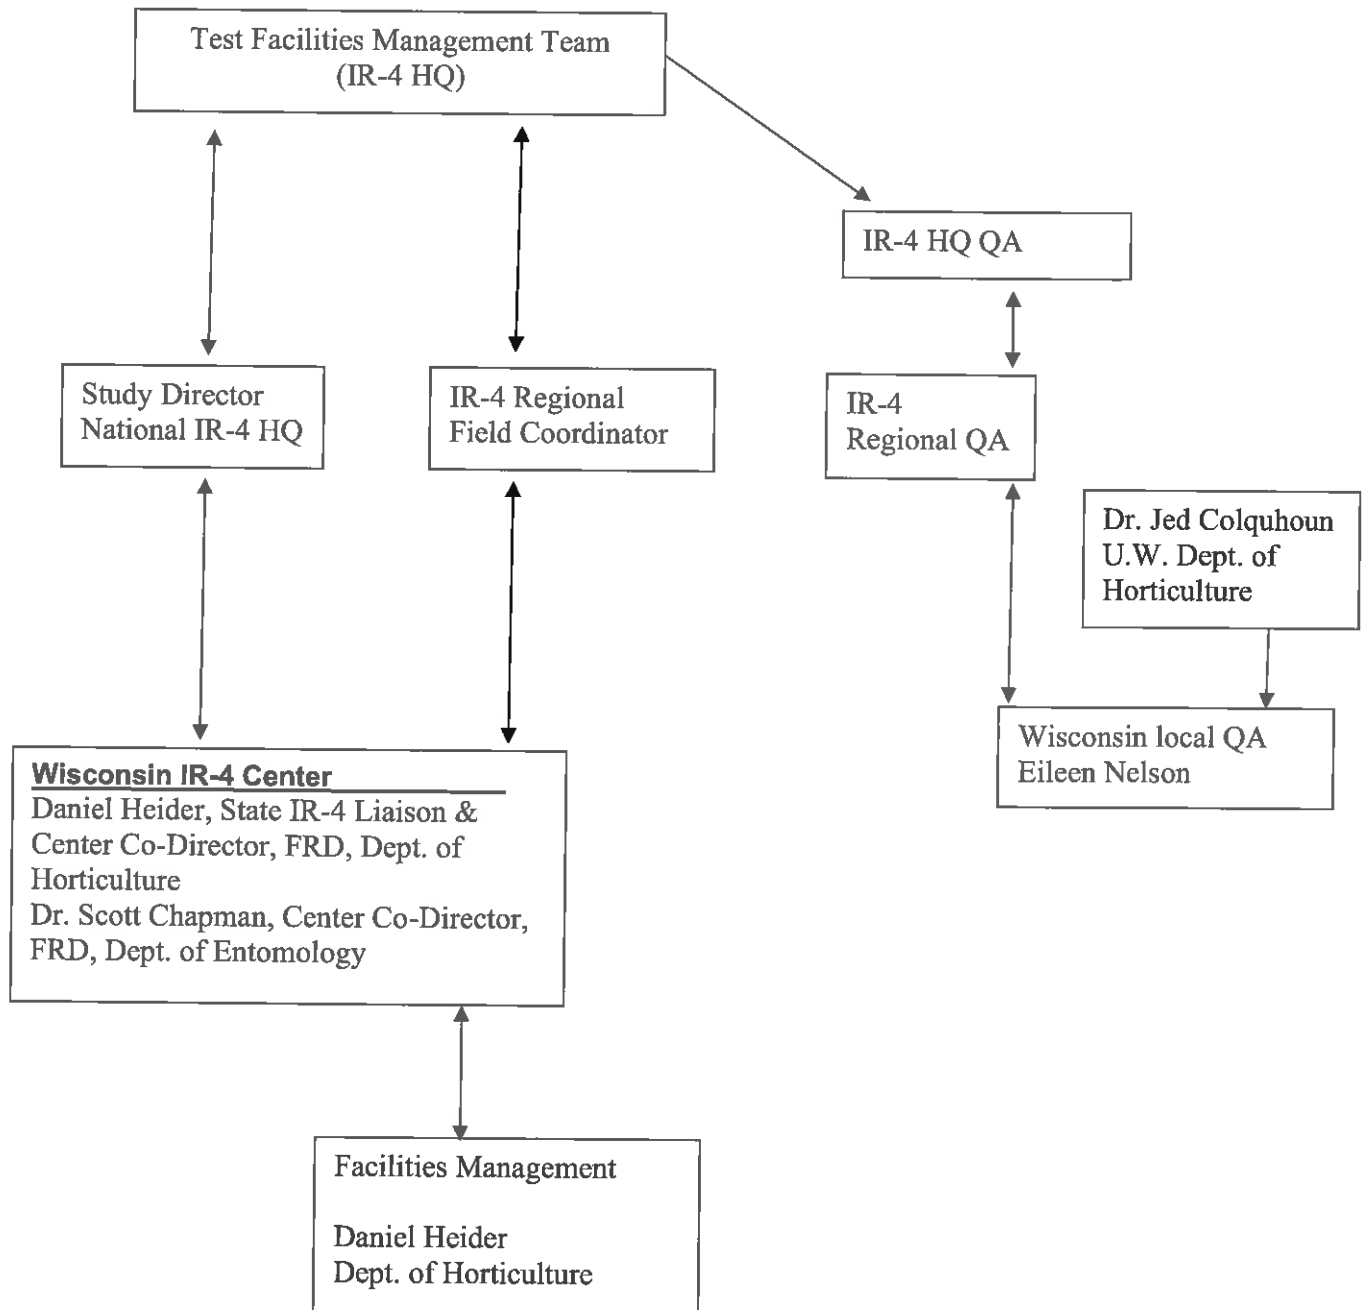 Test Facilities Management Team
(IR-4 HQ)
IR-4 HQ QA
Study Director
National IR-4 HQ
IR-4 Regional
Field Coordinator
IR-4
Regional QA
Dr. Jed Colquhoun
U.W. Dept. of
Horticulture
Wisconsin local QA
Eileen Nelson
Wisconsin IR-4 Center
Daniel Heider, State IR-4 Liaison &
Center Co-Director, FRD, Dept. of
Horticulture
Dr. Scott Chapman, Center Co-Director,
FRD, Dept. of Entomology
Facilities Management
Daniel Heider
Dept. of Horticulture